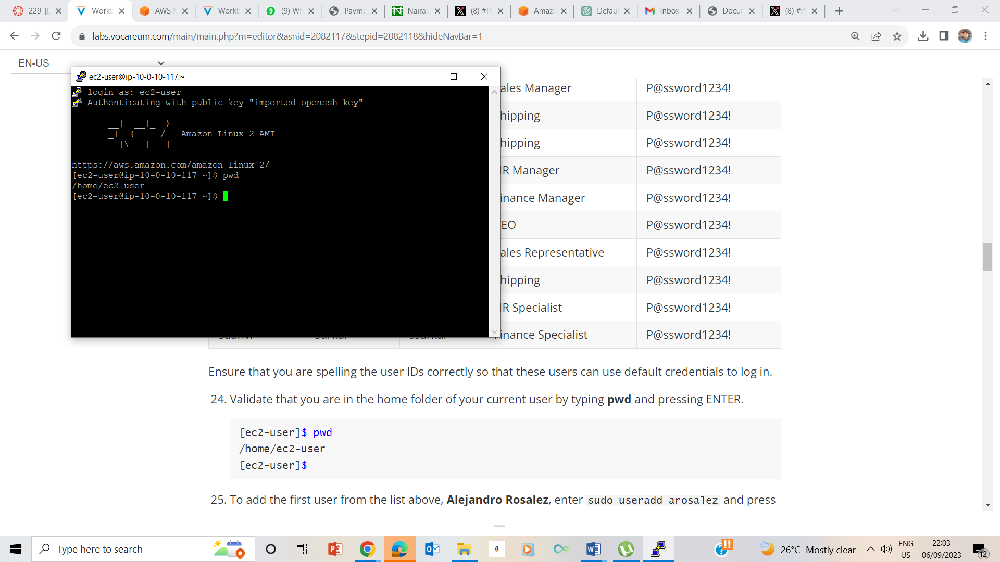 229-[L
Workb
AWS
Workb
(9) Wh
Payme
Naira
(8) #P
Amazo
Defau
Inbox
Docun
(8) #P
labs.vocareum.com/main/main.php?m=editor&asnid=2082117&stepid=2082118&hideNavBar=1
EN-US
ec2-user@ip-10-0-10-117:~
login as: ec2-user
Authenticating with public key "imported-openssh-key"
__|  __|_  )
_|  (     /   Amazon Linux 2 AMI
___|\___|___|
https://aws.amazon.com/amazon-linux-2/
[ec2-user@ip-10-0-10-117 ~]$ pwd
/home/ec2-user
[ec2-user@ip-10-0-10-117 ~]$
ales Manager P@ssword1234!
hipping P@ssword1234!
hipping P@ssword1234!
IR Manager P@ssword1234!
inance Manager P@ssword1234!
EO P@ssword1234!
ales Representative P@ssword1234!
hipping P@ssword1234!
IR Specialist P@ssword1234!
inance Specialist P@ssword1234!
Ensure that you are spelling the user IDs correctly so that these users can use default credentials to log in.
24. Validate that you are in the home folder of your current user by typing pwd and pressing ENTER.
[ec2-user]$ pwd
/home/ec2-user
[ec2-user]$
25. To add the first user from the list above, Alejandro Rosalez, enter sudo useradd arosalez and press
Type here to search
a
26°C Mostly clear
ENG
US
22:03
06/09/2023
12